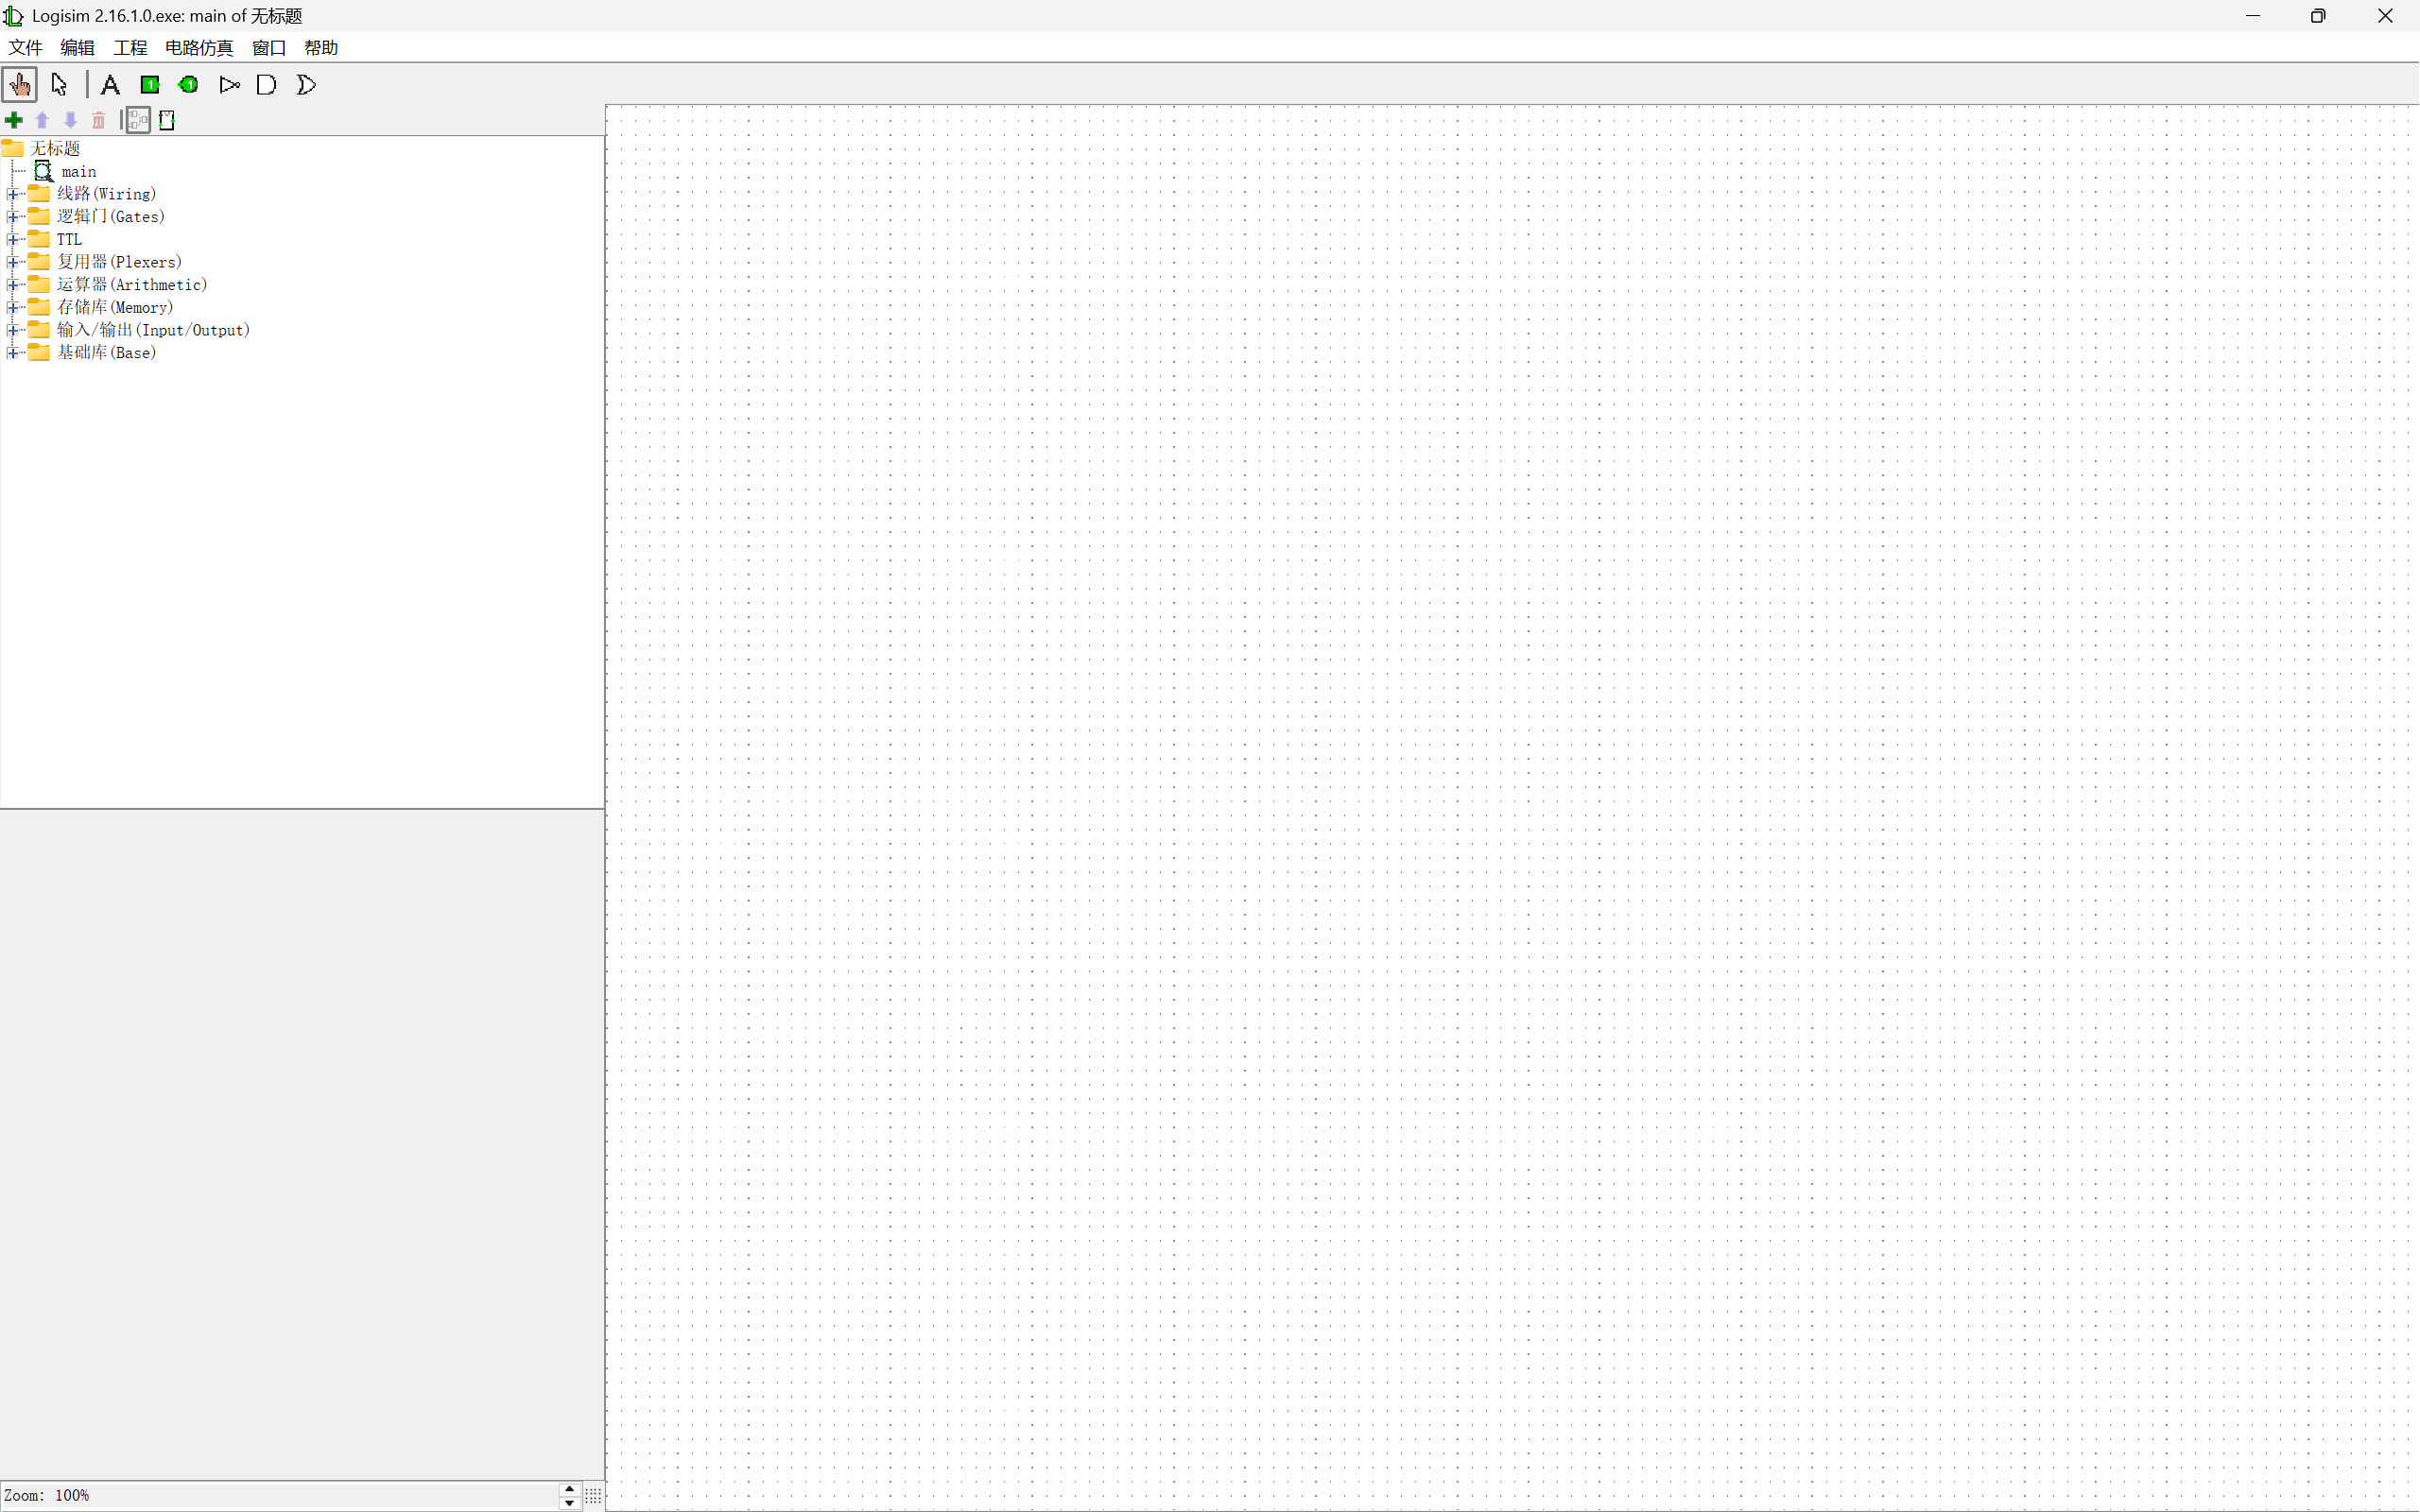 Logisim 2.16.1.0.exe: main of 无标题
文件 编辑 工程 电路仿真 窗口 帮助
A 1 1
无标题
main
线路(Wiring)
逻辑门(Gates)
TTL
复用器(Plexers)
运算器(Arithmetic)
存储库(Memory)
输入/输出(Input/Output)
基础库(Base)
Zoom: 100%